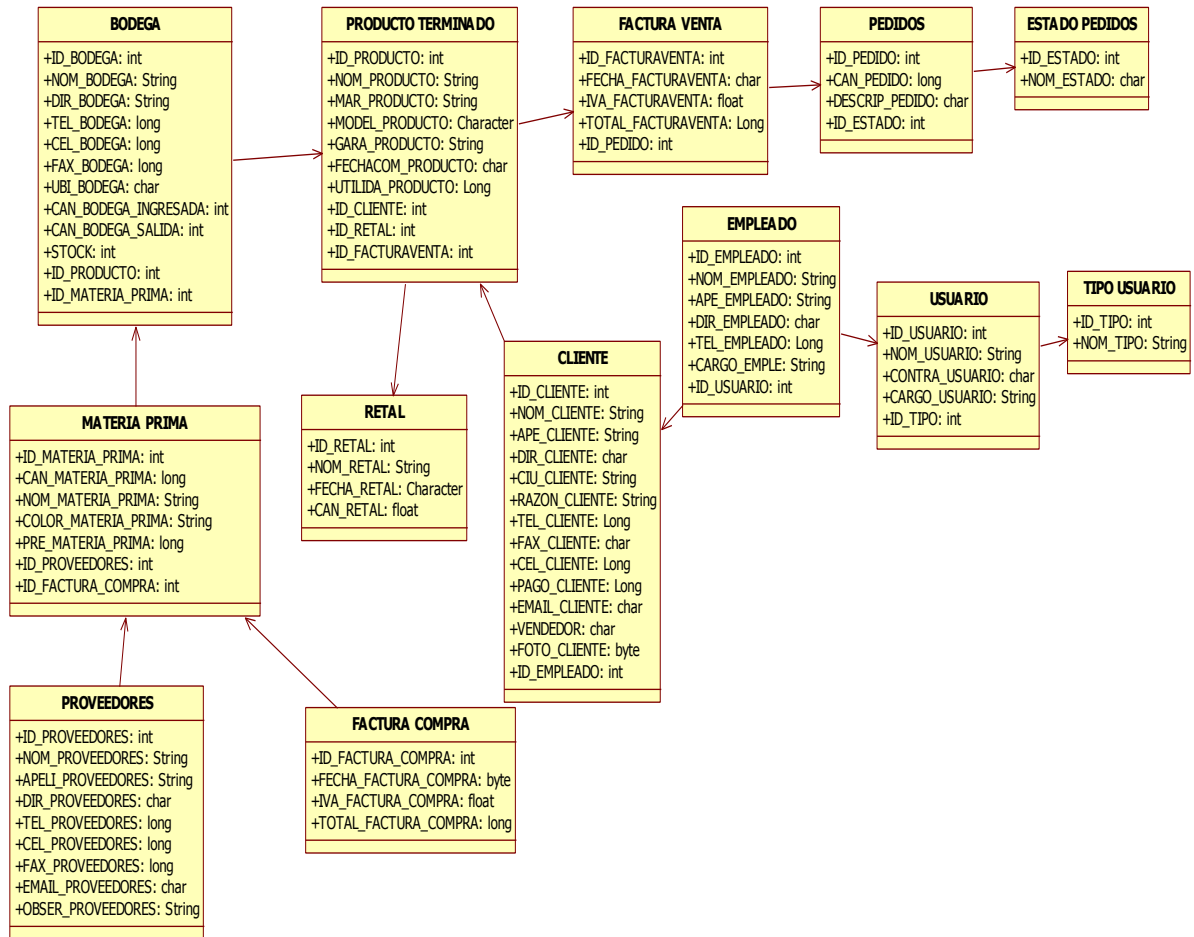 BODEGA
+ID_BODEGA: int
+NOM_BODEGA: String
+DIR_BODEGA: String
+TEL_BODEGA: long
+CEL_BODEGA: long
+FAX_BODEGA: long
+UBI_BODEGA: char
+CAN_BODEGA_INGRESADA: int
+CAN_BODEGA_SALIDA: int
+STOCK: int
+ID_PRODUCTO: int
+ID_MATERIA_PRIMA: int
PRODUCTO TERMINADO
+ID_PRODUCTO: int
+NOM_PRODUCTO: String
+MAR_PRODUCTO: String
+MODEL_PRODUCTO: Character
+GARA_PRODUCTO: String
+FECHACOM_PRODUCTO: char
+UTILIDA_PRODUCTO: Long
+ID_CLIENTE: int
+ID_RETAL: int
+ID_FACTURAVENTA: int
FACTURA VENTA
+ID_FACTURAVENTA: int
+FECHA_FACTURAVENTA: char
+IVA_FACTURAVENTA: float
+TOTAL_FACTURAVENTA: Long
+ID_PEDIDO: int
PEDIDOS
+ID_PEDIDO: int
+CAN_PEDIDO: long
+DESCRIP_PEDIDO: char
+ID_ESTADO: int
ESTADO PEDIDOS
+ID_ESTADO: int
+NOM_ESTADO: char
EMPLEADO
+ID_EMPLEADO: int
+NOM_EMPLEADO: String
+APE_EMPLEADO: String
+DIR_EMPLEADO: char
+TEL_EMPLEADO: Long
+CARGO_EMPLE: String
+ID_USUARIO: int
USUARIO
+ID_USUARIO: int
+NOM_USUARIO: String
+CONTRA_USUARIO: char
+CARGO_USUARIO: String
+ID_TIPO: int
TIPO USUARIO
+ID_TIPO: int
+NOM_TIPO: String
MATERIA PRIMA
+ID_MATERIA_PRIMA: int
+CAN_MATERIA_PRIMA: long
+NOM_MATERIA_PRIMA: String
+COLOR_MATERIA_PRIMA: String
+PRE_MATERIA_PRIMA: long
+ID_PROVEEDORES: int
+ID_FACTURA_COMPRA: int
RETAL
+ID_RETAL: int
+NOM_RETAL: String
+FECHA_RETAL: Character
+CAN_RETAL: float
CLIENTE
+ID_CLIENTE: int
+NOM_CLIENTE: String
+APE_CLIENTE: String
+DIR_CLIENTE: char
+CIU_CLIENTE: String
+RAZON_CLIENTE: String
+TEL_CLIENTE: Long
+FAX_CLIENTE: char
+CEL_CLIENTE: Long
+PAGO_CLIENTE: Long
+EMAIL_CLIENTE: char
+VENDEDOR: char
+FOTO_CLIENTE: byte
+ID_EMPLEADO: int
PROVEEDORES
+ID_PROVEEDORES: int
+NOM_PROVEEDORES: String
+APELI_PROVEEDORES: String
+DIR_PROVEEDORES: char
+TEL_PROVEEDORES: long
+CEL_PROVEEDORES: long
+FAX_PROVEEDORES: long
+EMAIL_PROVEEDORES: char
+OBSER_PROVEEDORES: String
FACTURA COMPRA
+ID_FACTURA_COMPRA: int
+FECHA_FACTURA_COMPRA: byte
+IVA_FACTURA_COMPRA: float
+TOTAL_FACTURA_COMPRA: long